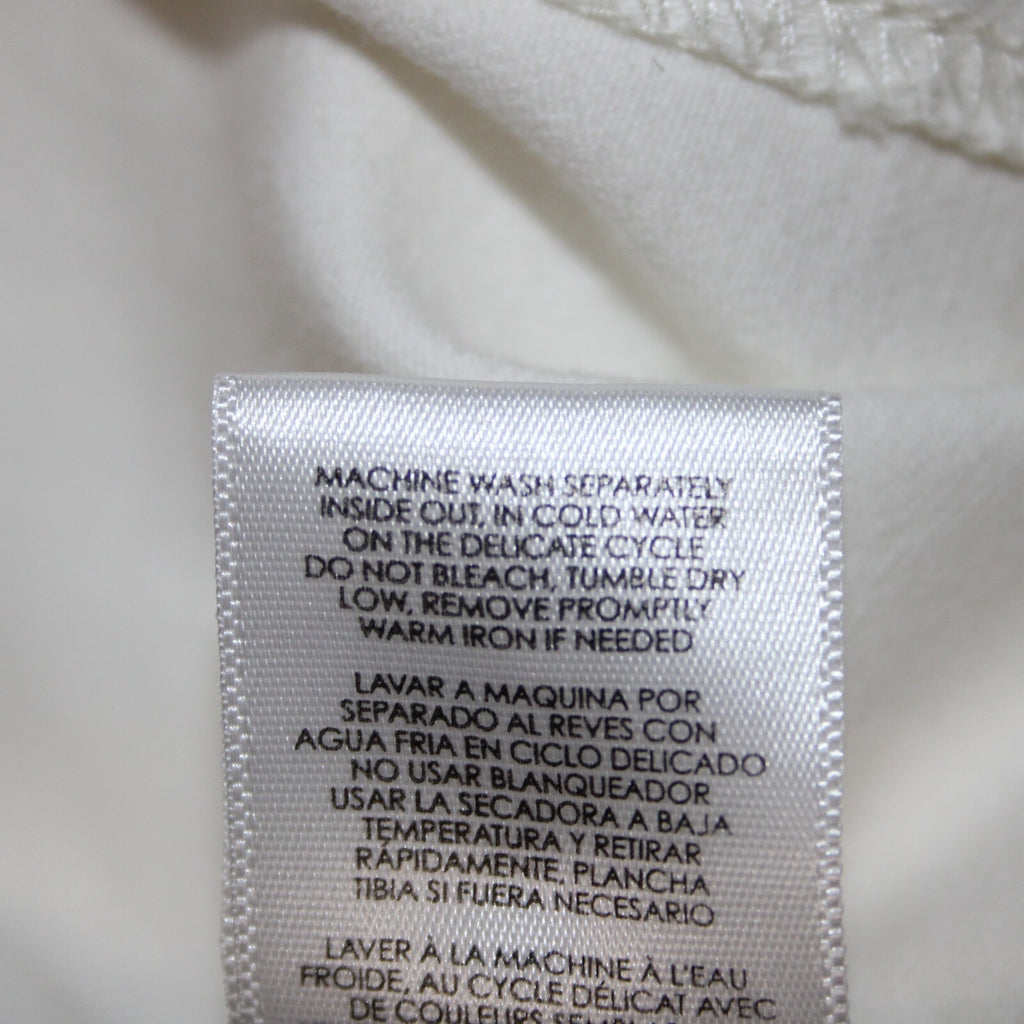 MACHINE WASH SEPARATELY
INSIDE OUT, IN COLD WATER
ON THE DELICATE CYCLE
DO NOT BLEACH, TUMBLE DRY
LOW, REMOVE PROMPTLY
WARM IRON IF NEEDED
LAVAR A MAQUINA POR
SEPARADO AL REVES CON
AGUA FRIA EN CICLO DELICADO
NO USAR BLANQUEADOR
USAR LA SECADORA A BAJA
TEMPERATURA Y RETIRAR
RÁPIDAMENTE, PLANCHA
TIBIA SI FUERA NECESARIO
LAVER À LA MACHINE À L'EAU
FROIDE, AU CYCLE DÉLICAT AVEC
DE COULEURS